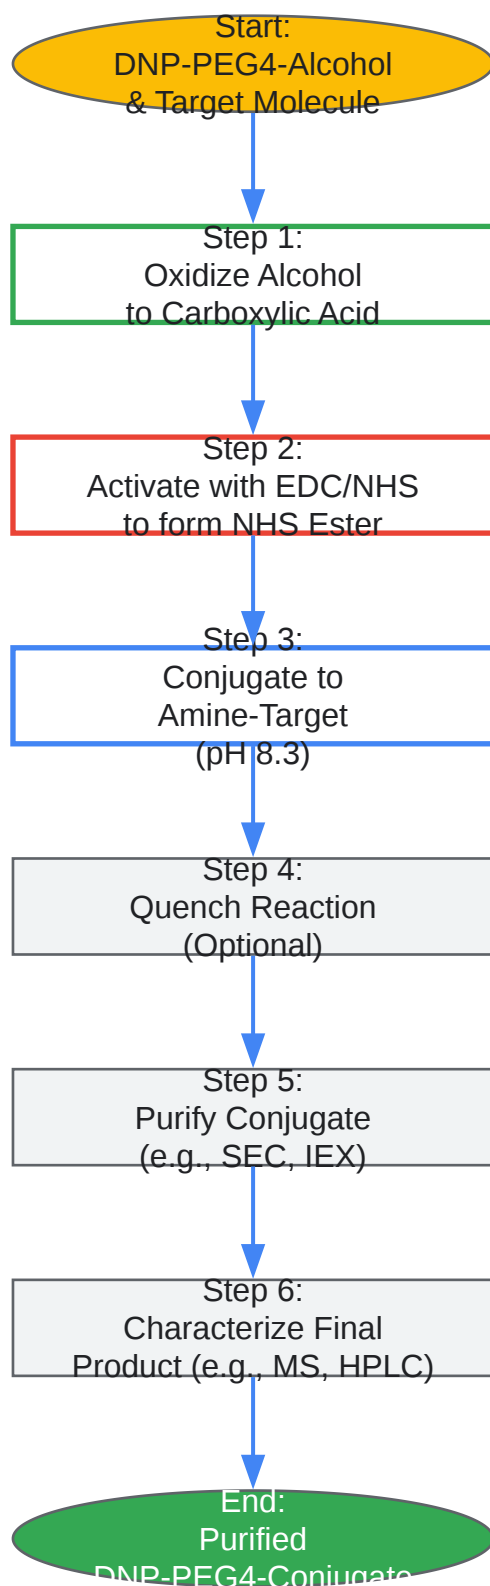 Start:
DNP-PEG4-Alcohol
& Target Molecule
Step 1:
Oxidize Alcohol
to Carboxylic Acid
Step 2:
Activate with EDC/NHS
to form NHS Ester
Step 3:
Conjugate to
Amine-Target
(pH 8.3)
Step 4:
Quench Reaction
(Optional)
Step 5:
Purify Conjugate
(e.g., SEC, IEX)
Step 6:
Characterize Final
Product (e.g., MS, HPLC)
End:
Purified
DNP-PEG4-Conjugate